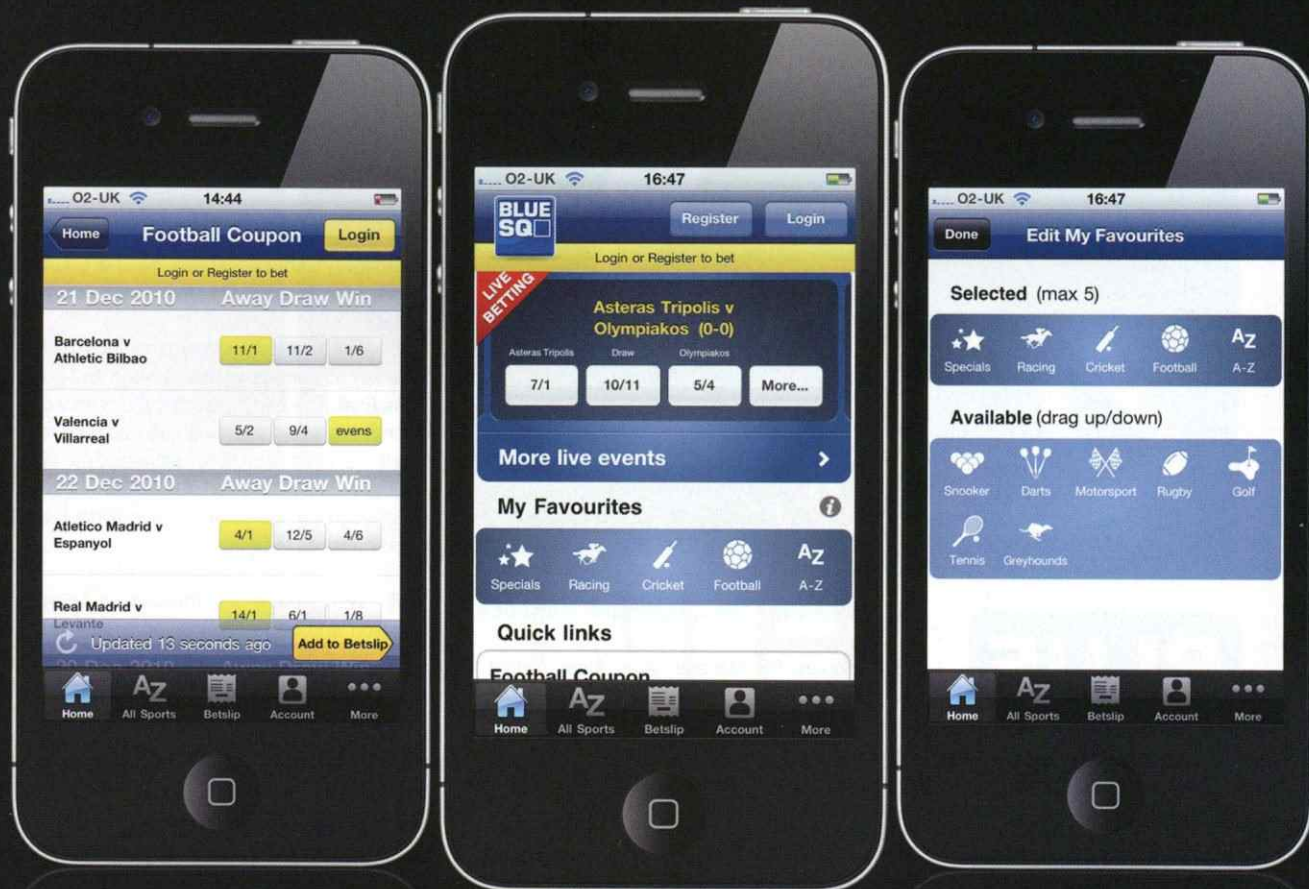 O2-UK 14:44
Home Football Coupon Login
Login or Register to bet
21 Dec 2010 Away Draw Win
Barcelona v
Athletic Bilbao
11/1 11/2 1/6
Valencia v
Villarreal
5/2 9/4 evens
22 Dec 2010 Away Draw Win
Atletico Madrid v
Espanyol
4/1 12/5 4/6
Real Madrid v
Levante
14/1 6/1 1/8
Updated 13 seconds ago Add to Betslip
Away Draw Win
Home All Sports Betslip Account More
O2-UK 16:47
BLUE
SQ
Register Login
Login or Register to bet
LIVE
BETTING
Asteras Tripolis v
Olympiakos (0-0)
Asteras Tripolis Draw Olympiakos
7/1 10/11 5/4 More...
More live events
My Favourites
AZ
Specials Racing Cricket Football A-Z
Quick links
Football Coupon
AZ
Home All Sports Betslip Account More
O2-UK 16:47
Done Edit My Favourites
Selected (max 5)
AZ
Specials Racing Cricket Football A-Z
Available (drag up/down)
Snooker Darts Motorsport Rugby Golf
Tennis Greyhounds
AZ
Home All Sports Betslip Account More